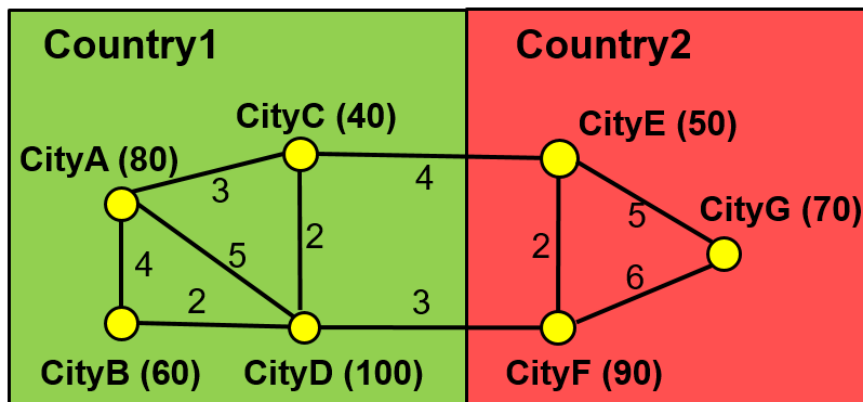 Country1
Country2
CityC (40)
CityE (50)
CityA (80)
CityG (70)
3
4
5
2
5
2
4
6
2
3
CityB (60)
CityD (100)
CityF (90)